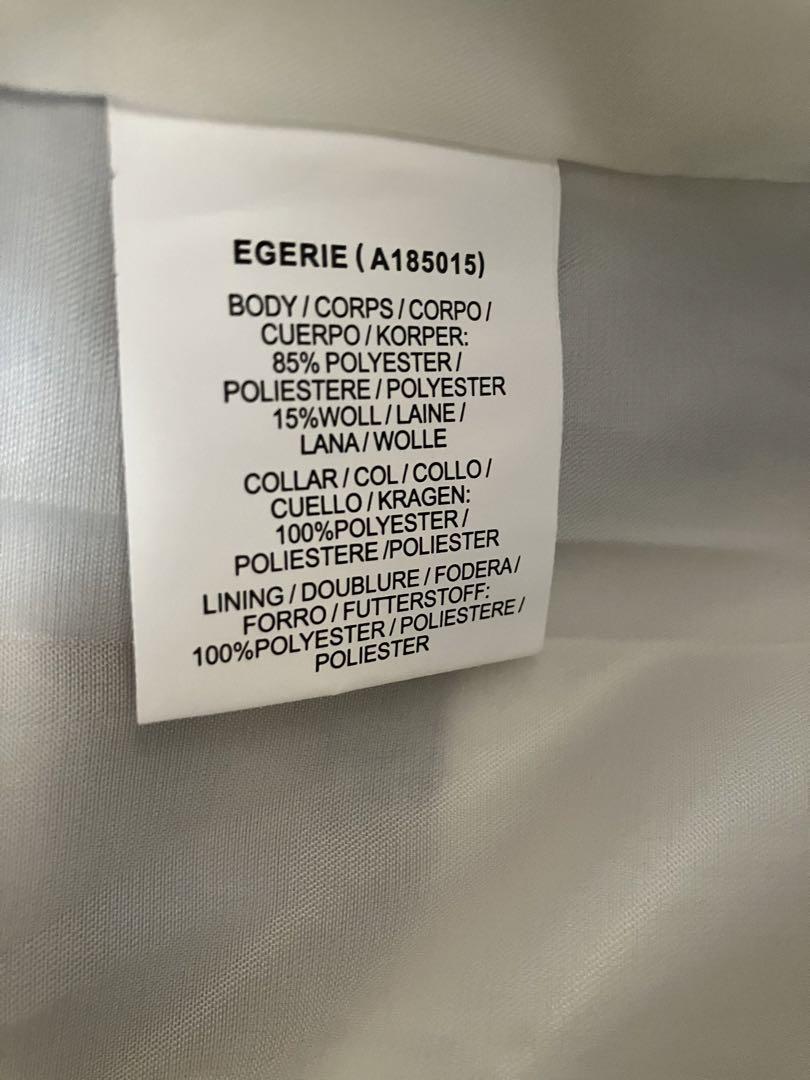 EGERIE ( A185015)
BODY / CORPS / CORPO /
CUERPO / KORPER:
85% POLYESTER /
POLIESTERE / POLYESTER
15%WOLL / LAINE /
LANA / WOLLE
COLLAR / COL / COLLO /
CUELLO / KRAGEN:
100%POLYESTER /
POLIESTERE /POLIESTER
LINING / DOUBLURE / FODERA /
FORRO / FUTTERSTOFF:
100%POLYESTER / POLIESTERE /
POLIESTER